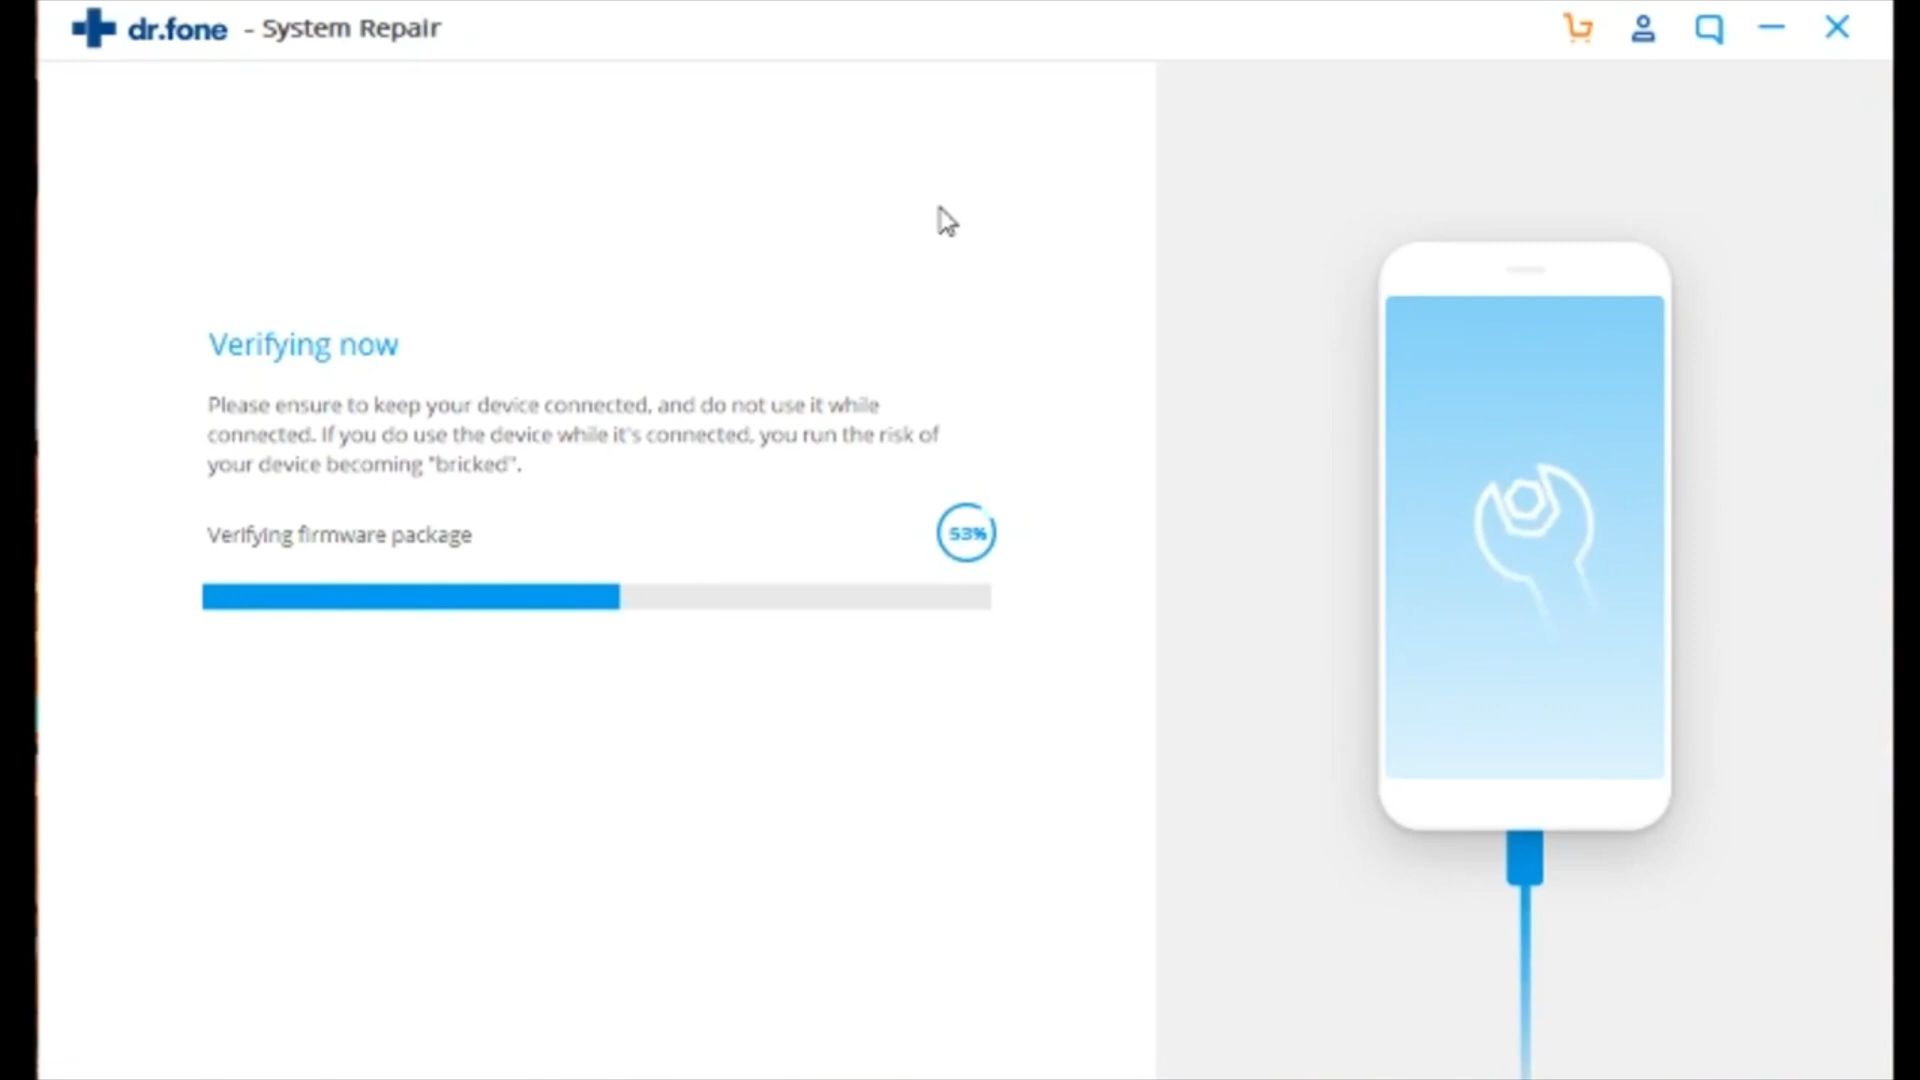 dr.fone - System Repair
Verifying now
Please ensure to keep your device connected, and do not use it while
connected. If you do use the device while it's connected, you run the risk of
your device becoming "bricked".
Verifying firmware package
53%